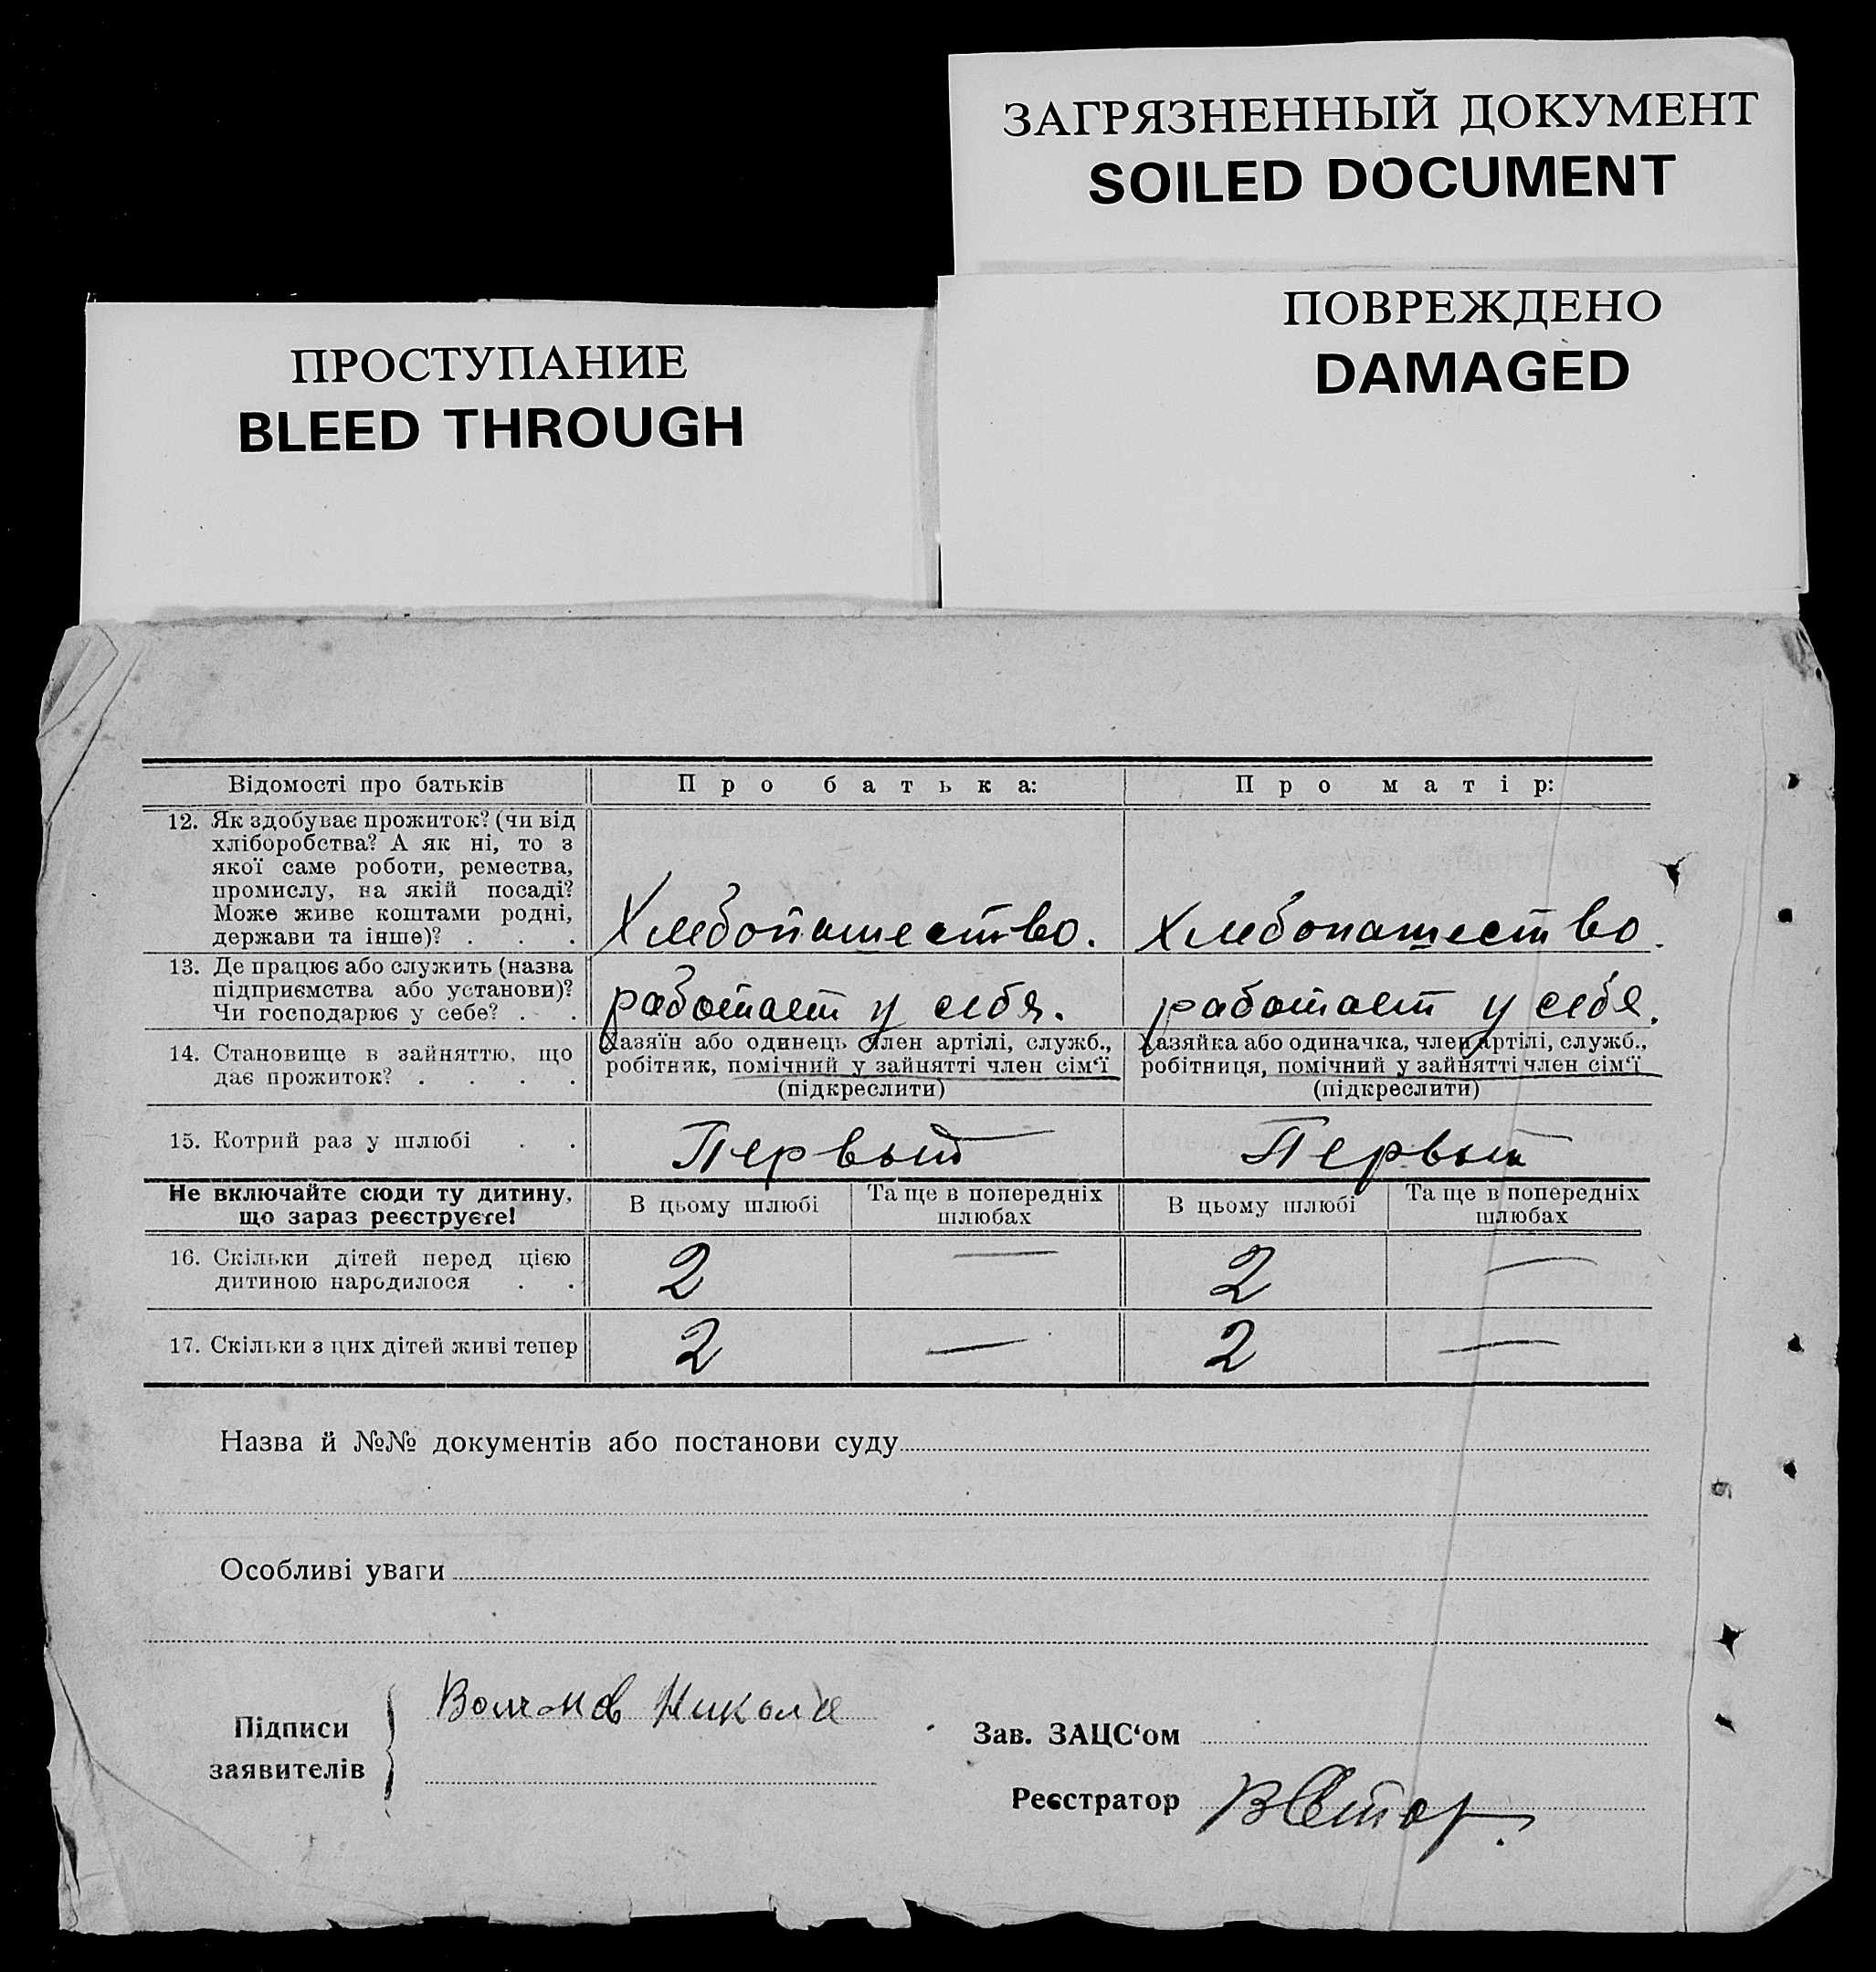 ЗАГРЯЗНЕННЫЙ ДОКУМЕНТ
SOILED DOCUMENT
ПОВРЕЖДЕНО
DAMAGED
ПРОСТУПАНИЕ
BLEED THROUGH
Відомості про батьків Про батька: Про матір:
12. Як здобуває прожиток? (чи від
хліборобства? А як ні, то з
якої саме роботи, ремества,
промислу, на якій посаді?
Може живе коштами родні,
держави та інше)? . . .
Хлебопашество. Хлебопашество.
13. Де працює або служить (назва
підприємства або установи)?
Чи господарює у себе? . .
работает у себя. работает у себя.
14. Становище в зайняттю, що
дає прожиток? . . . .
Хазяїн або одинець член артілі, служб.,
робітник, помічний у зайнятті член сім‘ї
(підкреслити)
Хазяйка або одиначка, член артілі, служб.,
робітниця, помічний у зайнятті член сім‘ї
(підкреслити)
15. Котрий раз у шлюбі . . Первый Первый
Не включайте сюди ту дитину,
що зараз реєструєте!
В цьому шлюбі
Та ще в попередніх
шлюбах
В цьому шлюбі
Та ще в попередніх
шлюбах
16. Скільки дітей перед цією
дитиною народилося . .
2 — 2 —
17. Скільки з цих дітей живі тепер 2 — 2 —
Назва й №№ документів або постанови суду
Особливі уваги
Підписи
заявителів
Зав. ЗАЦС‘ом
Реєстратор